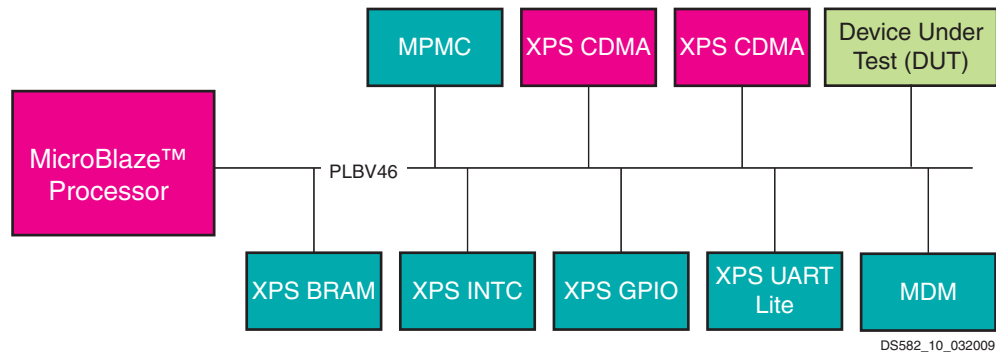 MPMC
XPS CDMA
XPS CDMA
Device Under
Test (DUT)
MicroBlaze™
Processor
PLBV46
XPS BRAM
XPS INTC
XPS GPIO
XPS UART
Lite
MDM
DS582_10_032009